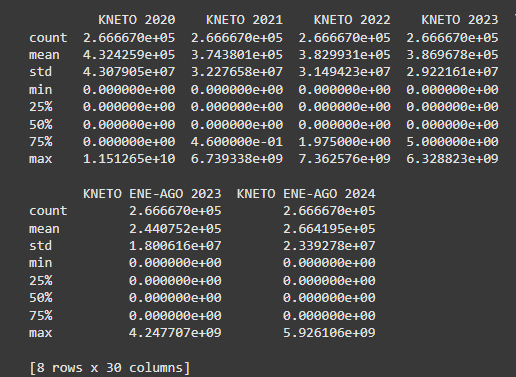 KNETO 2020 KNETO 2021 KNETO 2022 KNETO 2023
count 2.666670e+05 2.666670e+05 2.666670e+05 2.666670e+05
mean 4.324259e+05 3.743801e+05 3.829931e+05 3.869678e+05
std 4.307905e+07 3.227658e+07 3.149423e+07 2.922161e+07
min 0.000000e+00 0.000000e+00 0.000000e+00 0.000000e+00
25% 0.000000e+00 0.000000e+00 0.000000e+00 0.000000e+00
50% 0.000000e+00 0.000000e+00 0.000000e+00 0.000000e+00
75% 0.000000e+00 4.600000e-01 1.975000e+00 5.000000e+00
max 1.151265e+10 6.739338e+09 7.362576e+09 6.328823e+09
KNETO ENE-AGO 2023 KNETO ENE-AGO 2024
count 2.666670e+05 2.666670e+05
mean 2.440752e+05 2.664195e+05
std 1.800616e+07 2.339278e+07
min 0.000000e+00 0.000000e+00
25% 0.000000e+00 0.000000e+00
50% 0.000000e+00 0.000000e+00
75% 0.000000e+00 0.000000e+00
max 4.247707e+09 5.926106e+09
[8 rows x 30 columns]